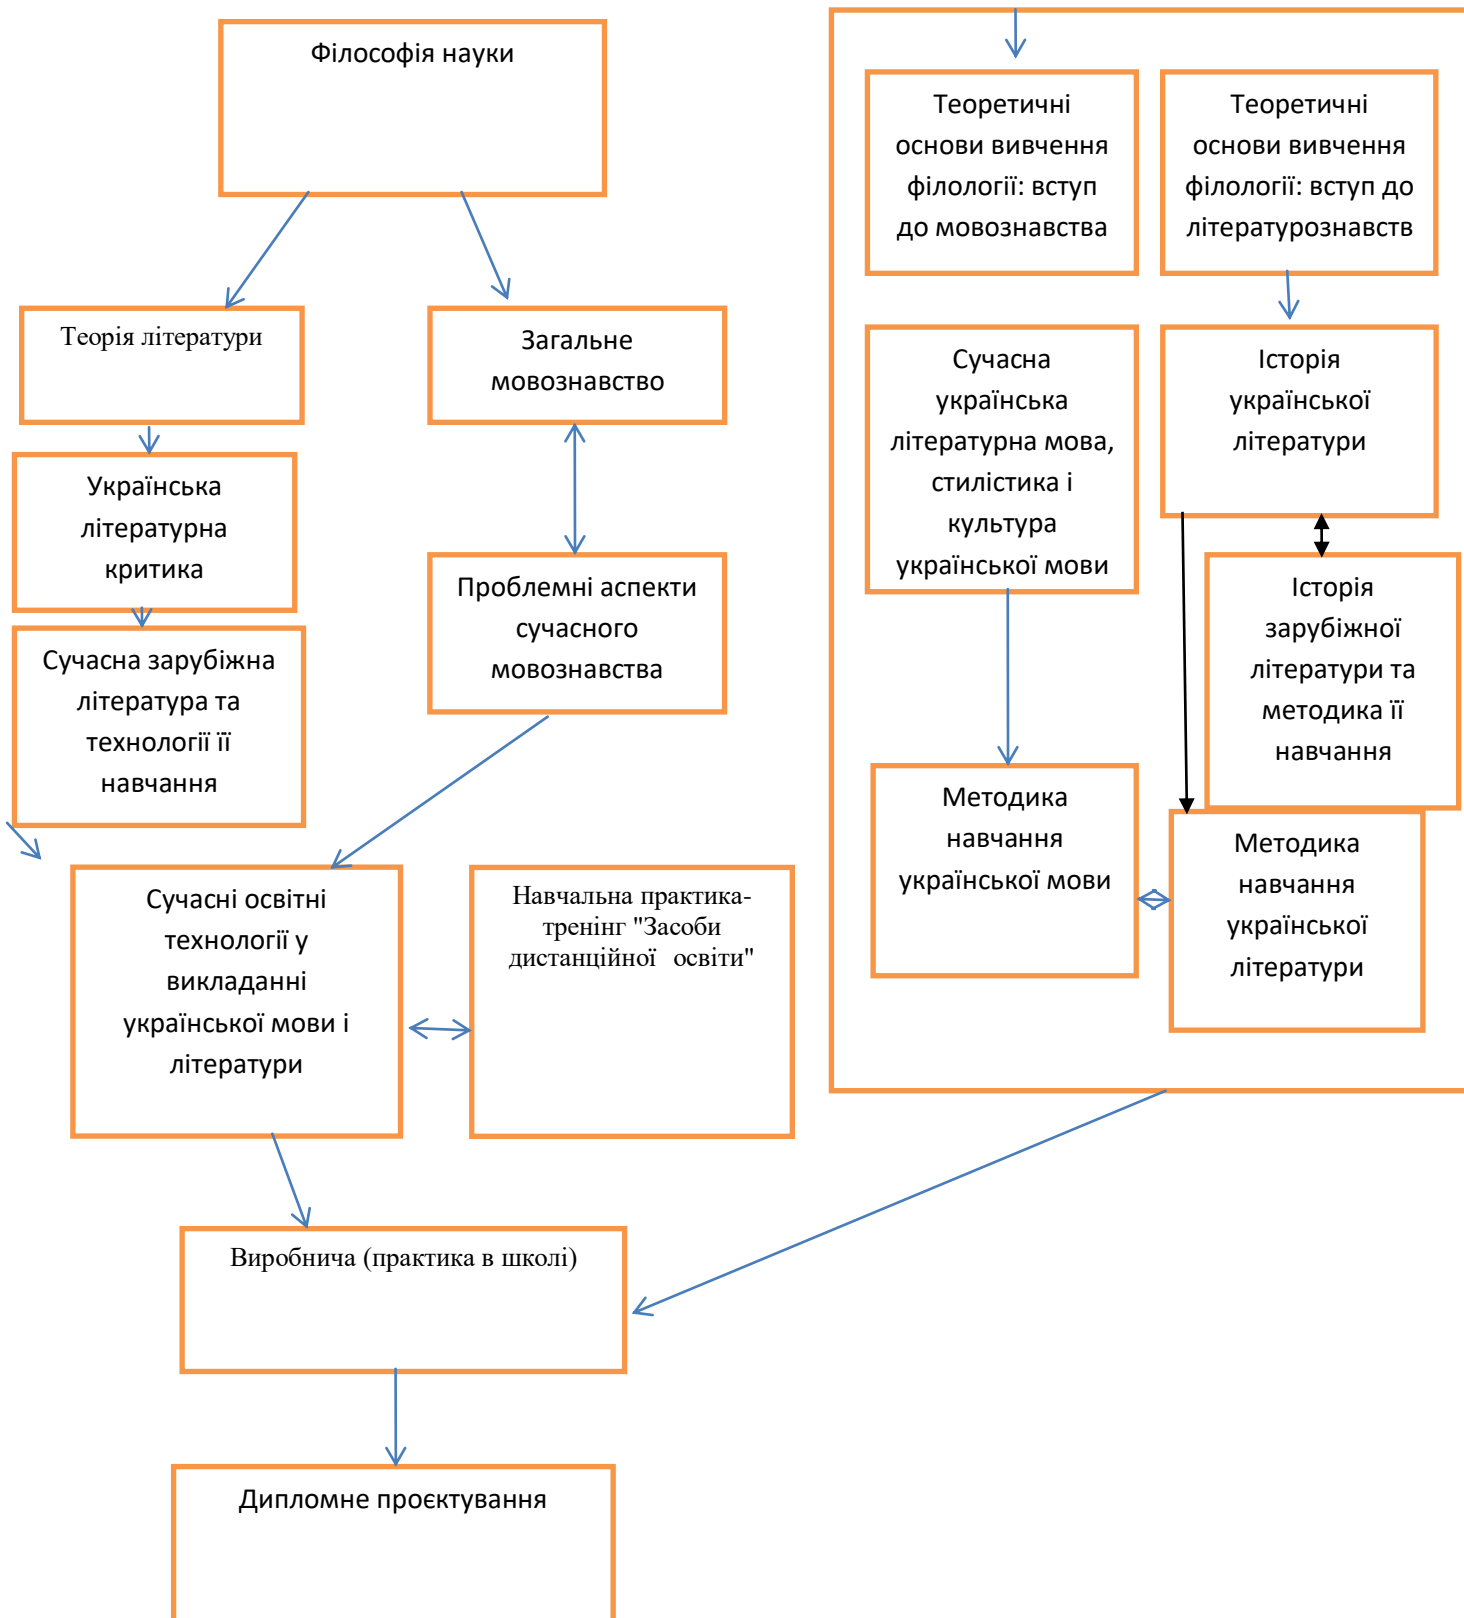 Філософія науки
Теорія літератури
Загальне
мовознавство
Українська
літературна
критика
Проблемні аспекти
сучасного
мовознавства
Сучасна зарубіжна
література та
технології її
навчання
Сучасні освітні
технології у
викладанні
української мови і
літератури
Навчальна практика-
тренінг "Засоби
дистанційної освіти"
Виробнича (практика в школі)
Дипломне проєктування
Теоретичні
основи вивчення
філології: вступ
до мовознавства
Теоретичні
основи вивчення
філології: вступ до
літературознавств
Сучасна
українська
літературна мова,
стилістика і
культура
української мови
Історія
української
літератури
Історія
зарубіжної
літератури та
методика її
навчання
Методика
навчання
української мови
Методика
навчання
української
літератури